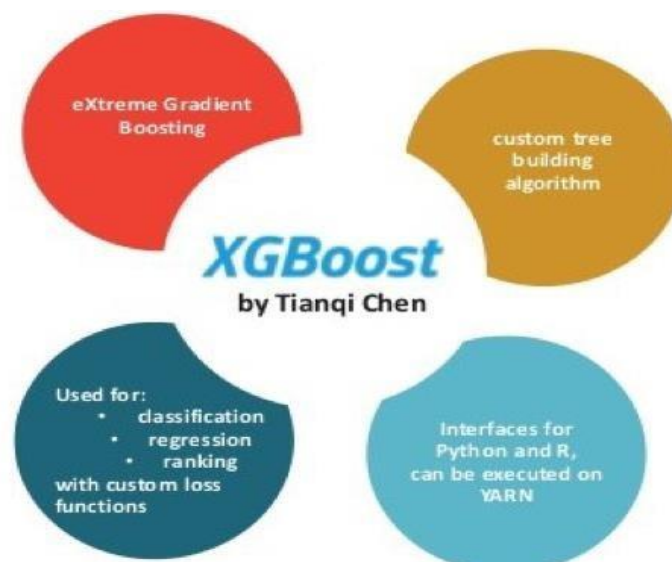 eXtreme Gradient
Boosting
custom tree
building
algorithm
XGBoost
by Tianqi Chen
Used for:
• classification
• regression
• ranking
with custom loss
functions
Interfaces for
Python and R,
can be executed on
YARN